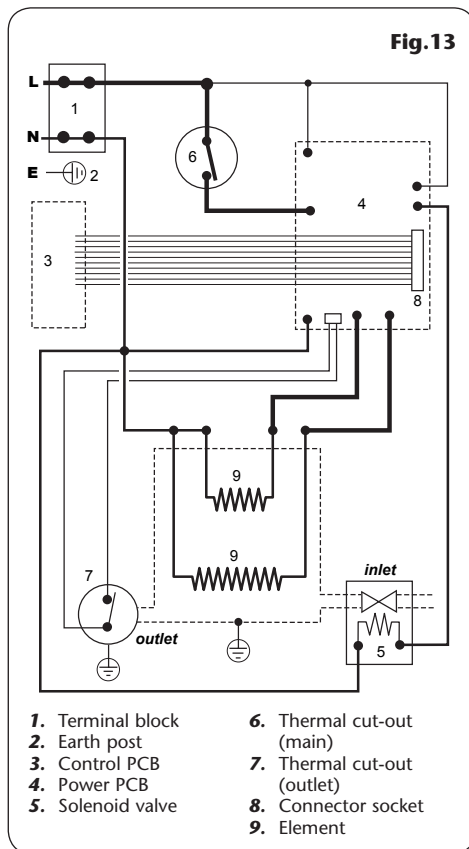 Fig.13
L
1
N
6
E
2
4
3
8
9
9
7
inlet
outlet
5
1. Terminal block
2. Earth post
3. Control PCB
4. Power PCB
5. Solenoid valve
6. Thermal cut-out
(main)
7. Thermal cut-out
(outlet)
8. Connector socket
9. Element